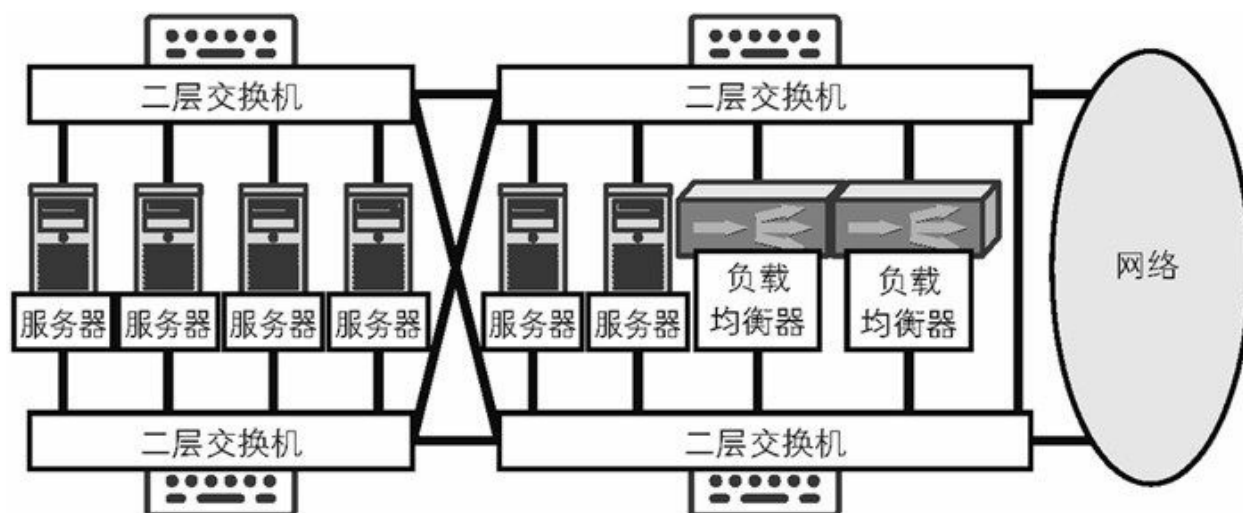 二层交换机
二层交换机
服务器
服务器
服务器
服务器
服务器
服务器
负载
均衡器
负载
均衡器
网络
二层交换机
二层交换机